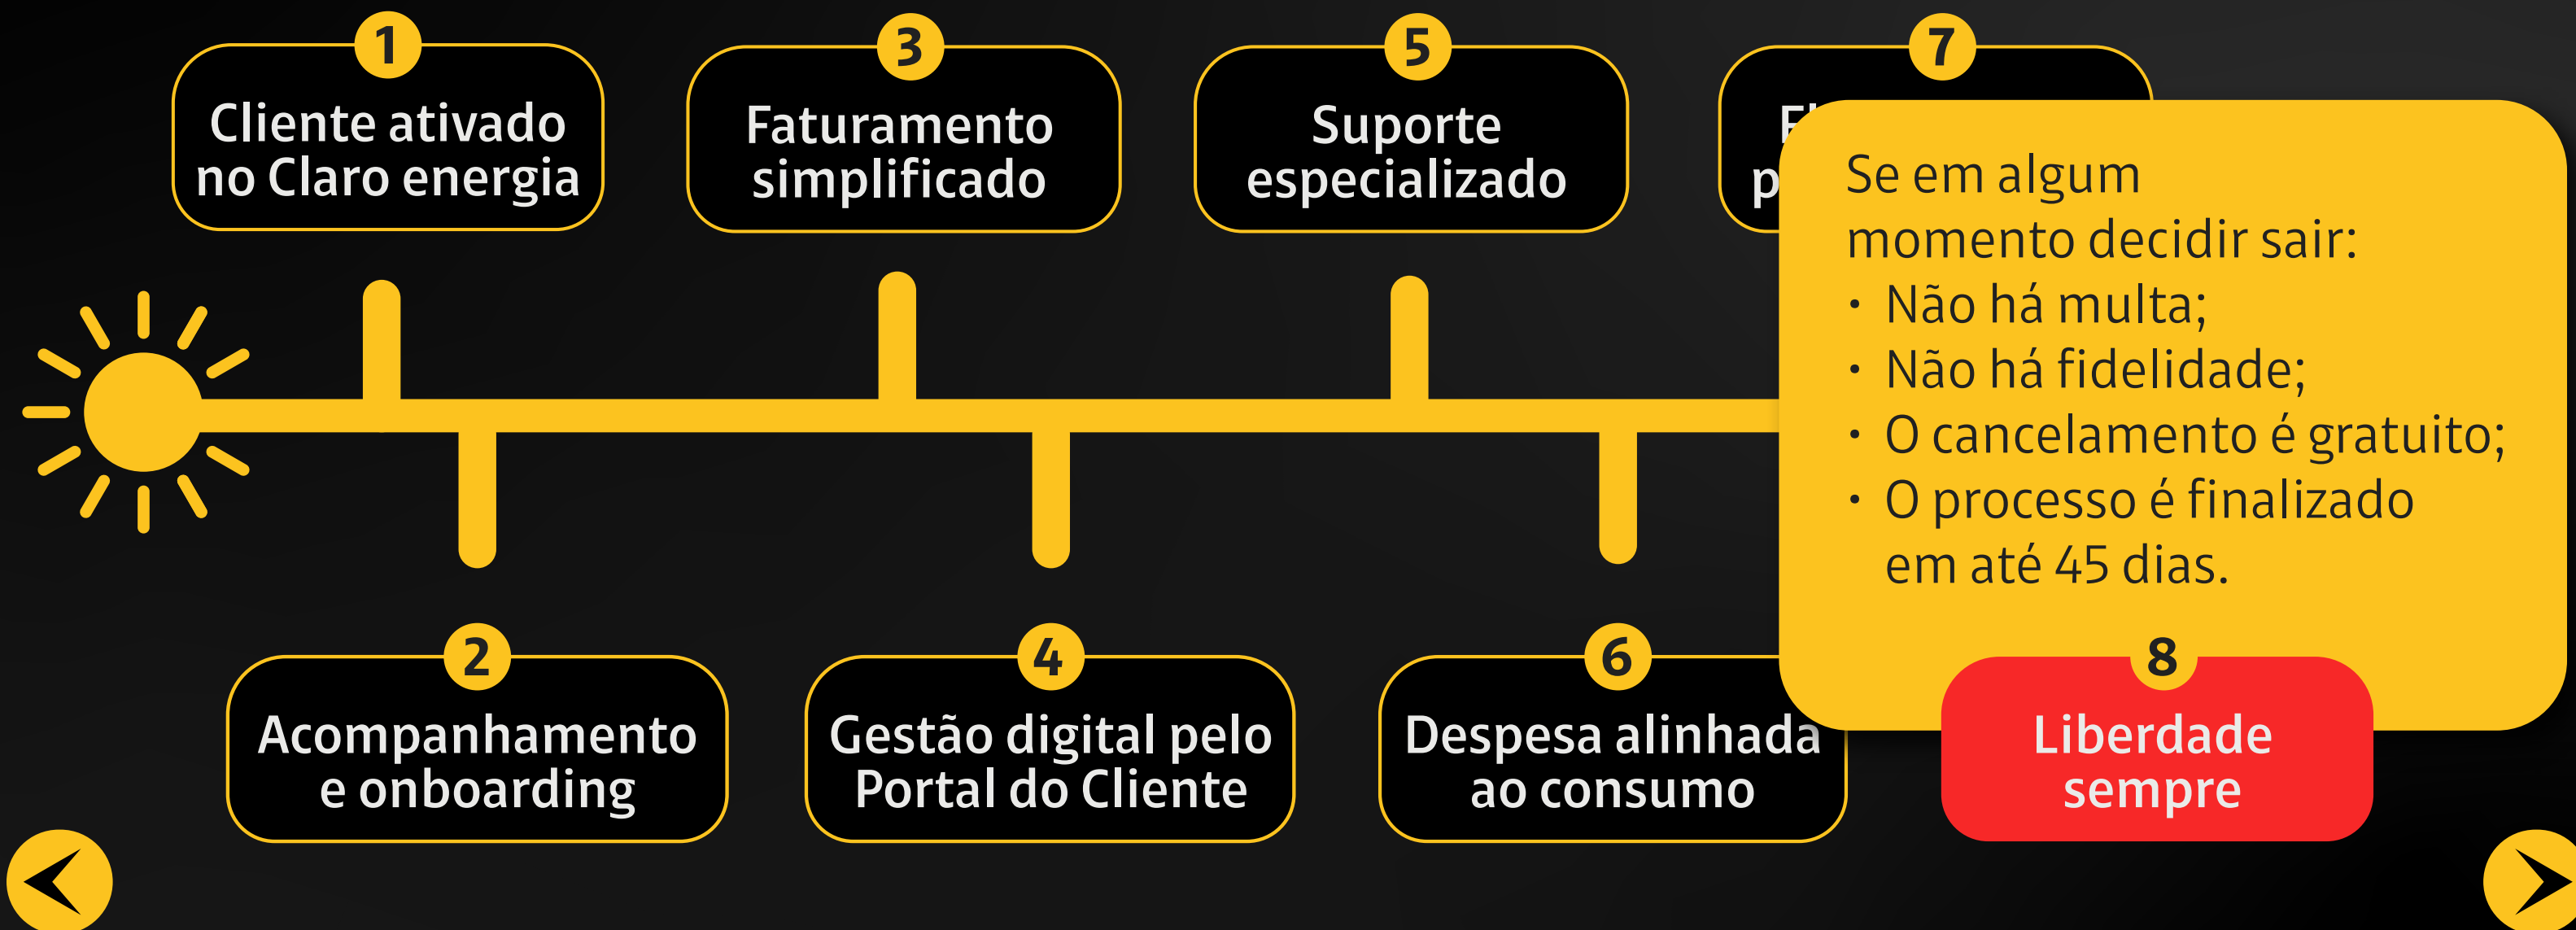 1
Cliente ativado
no Claro energia
3
Faturamento
simplificado
5
Suporte
especializado
7
Se em algum
momento decidir sair:
· Não há multa;
· Não há fidelidade;
· O cancelamento é gratuito;
· O processo é finalizado
em até 45 dias.
2
Acompanhamento
e onboarding
4
Gestão digital pelo
Portal do Cliente
6
Despesa alinhada
ao consumo
8
Liberdade
sempre